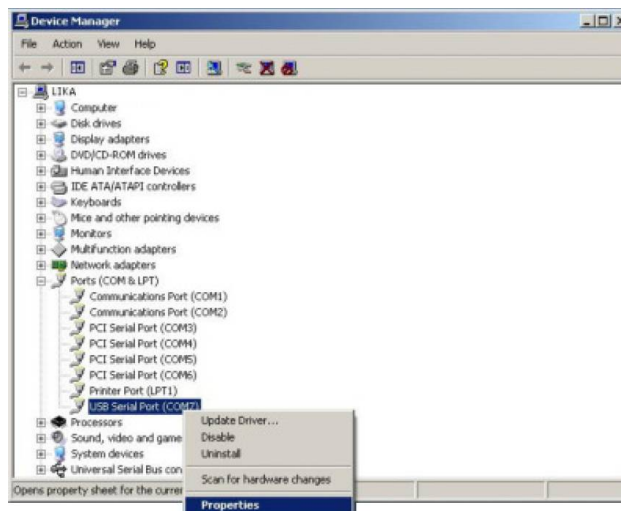 Device Manager
File Action View Help
LIKA
Computer
Disk drives
Display adapters
DVD/CD-ROM drives
Human Interface Devices
IDE ATA/ATAPI controllers
Keyboards
Mice and other pointing devices
Monitors
Multifunction adapters
Network adapters
Ports (COM & LPT)
Communications Port (COM1)
Communications Port (COM2)
PCI Serial Port (COM3)
PCI Serial Port (COM4)
PCI Serial Port (COM5)
PCI Serial Port (COM6)
Printer Port (LPT1)
USB Serial Port (COM7)
Processors
Sound, video and game
System devices
Universal Serial Bus con
Update Driver...
Disable
Uninstall
Scan for hardware changes
Properties
Opens property sheet for the curren